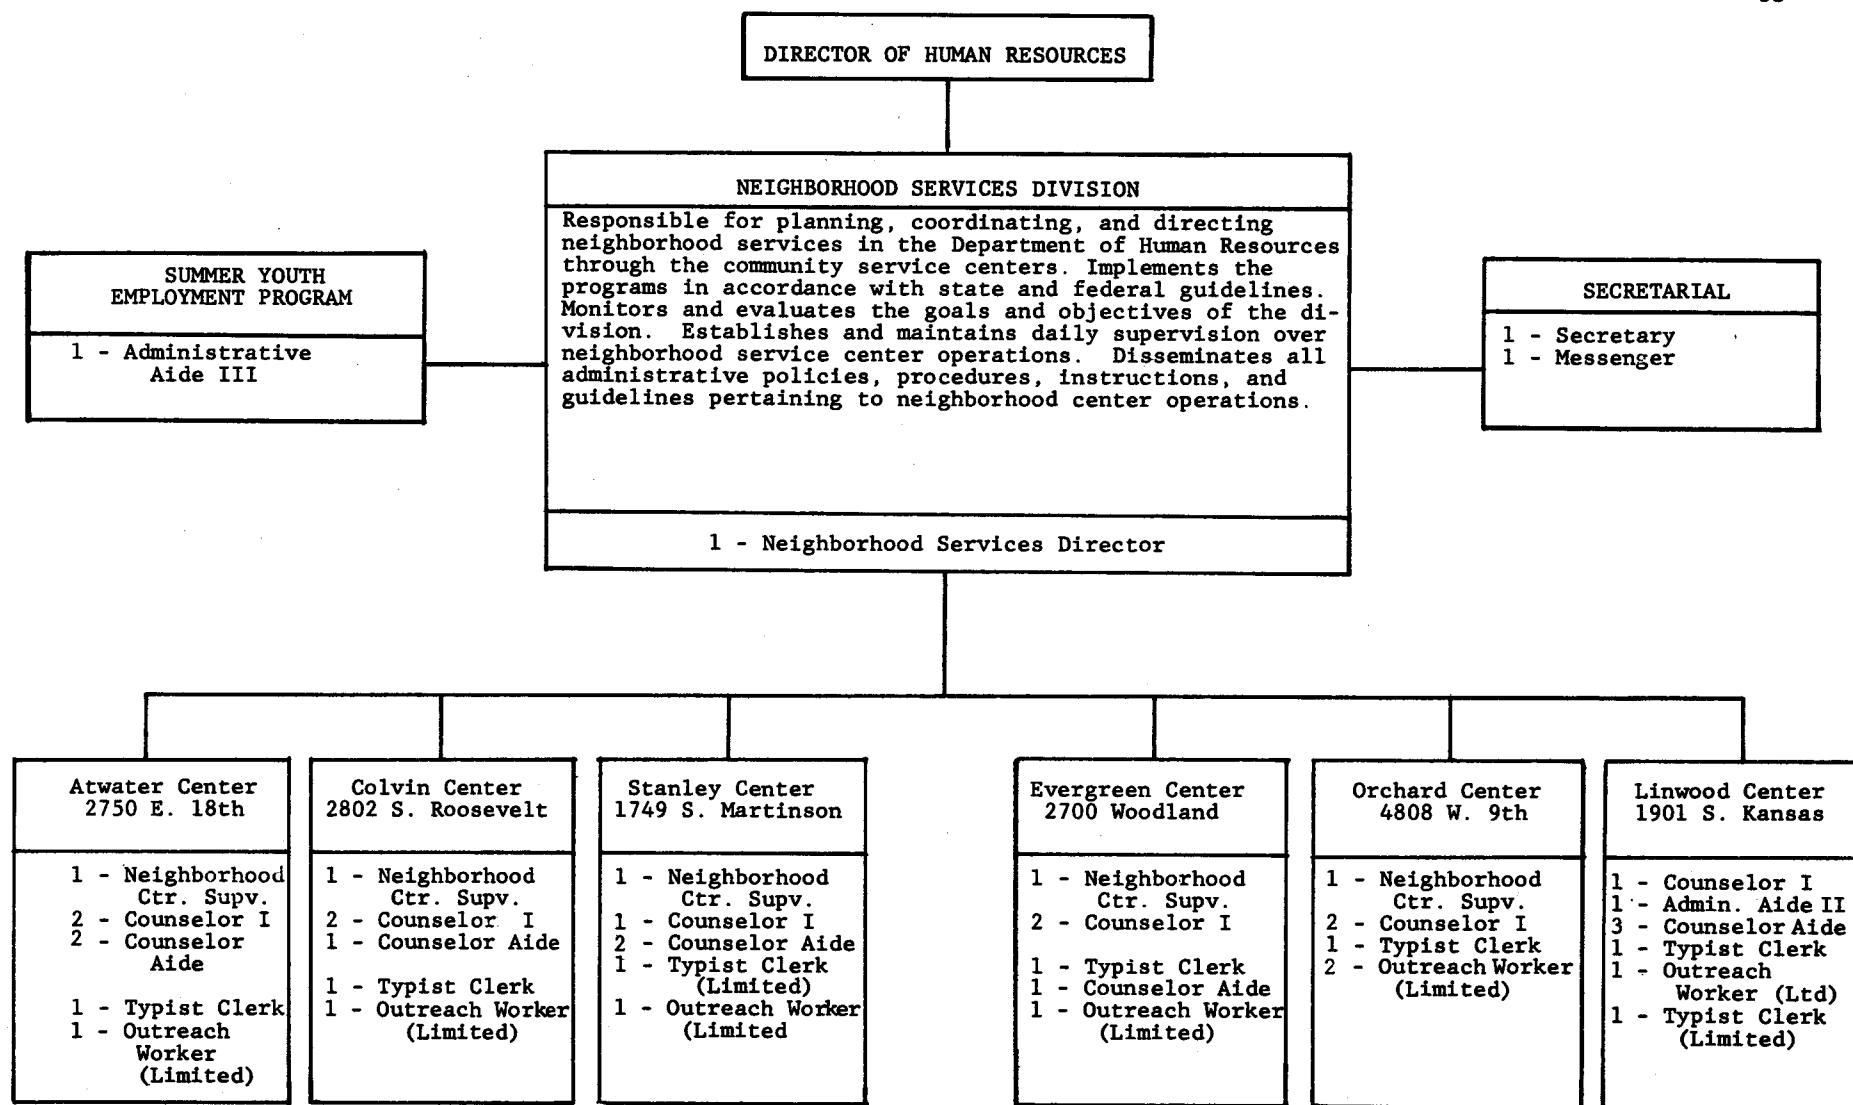 DIRECTOR OF HUMAN RESOURCES
NEIGHBORHOOD SERVICES DIVISION
Responsible for planning, coordinating, and directing
neighborhood services in the Department of Human Resources
through the community service centers. Implements the
programs in accordance with state and federal guidelines.
Monitors and evaluates the goals and objectives of the di-
vision. Establishes and maintains daily supervision over
neighborhood service center operations. Disseminates all
administrative policies, procedures, instructions, and
guidelines pertaining to neighborhood center operations.
1 - Neighborhood Services Director
SUMMER YOUTH
EMPLOYMENT PROGRAM
1 - Administrative
Aide III
SECRETARIAL
1 - Secretary
1 - Messenger
Atwater Center
2750 E. 18th
1 - Neighborhood
Ctr. Supv.
2 - Counselor I
2 - Counselor
Aide
1 - Typist Clerk
1 - Outreach
Worker
(Limited)
Colvin Center
2802 S. Roosevelt
1 - Neighborhood
Ctr. Supv.
2 - Counselor I
1 - Counselor Aide
1 - Typist Clerk
1 - Outreach Worker
(Limited)
Stanley Center
1749 S. Martinson
1 - Neighborhood
Ctr. Supv.
1 - Counselor I
2 - Counselor Aide
1 - Typist Clerk
(Limited)
1 - Outreach Worker
(Limited
Evergreen Center
2700 Woodland
1 - Neighborhood
Ctr. Supv.
2 - Counselor I
1 - Typist Clerk
1 - Counselor Aide
1 - Outreach Worker
(Limited)
Orchard Center
4808 W. 9th
1 - Neighborhood
Ctr. Supv.
2 - Counselor I
1 - Typist Clerk
2 - Outreach Worker
(Limited)
Linwood Center
1901 S. Kansas
1 - Counselor I
1 - Admin. Aide II
3 - Counselor Aide
1 - Typist Clerk
1 - Outreach
Worker (Ltd)
1 - Typist Clerk
(Limited)